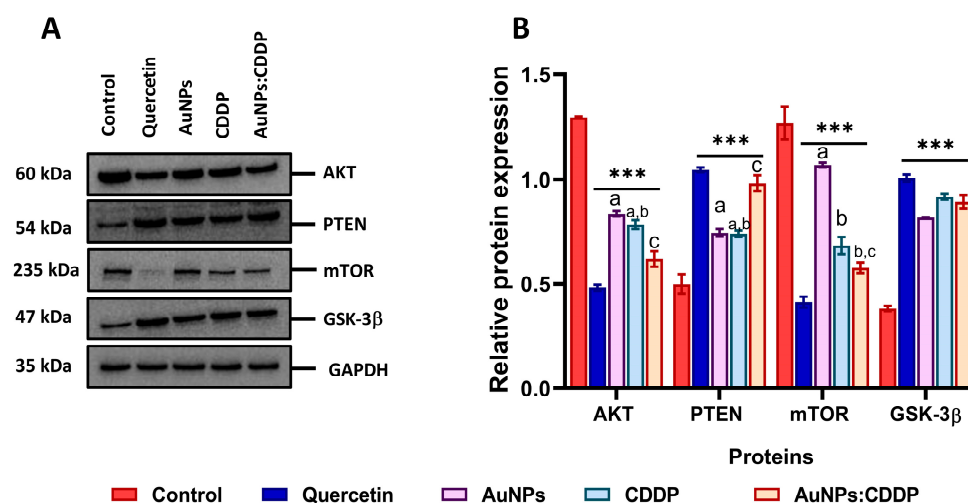 A
Control
Quercetin
AuNPs
CDDP
AuNPs:CDDP
60 kDa
AKT
54 kDa
PTEN
235 kDa
mTOR
47 kDa
GSK-3β
35 kDa
GAPDH
B
Relative protein expression
1.5
1.0
0.5
0.0
***
a
a,b
c
***
a
a,b
c
***
a
b
b,c
***
AKT
PTEN
mTOR
GSK-3β
Proteins
Control
Quercetin
AuNPs
CDDP
AuNPs:CDDP